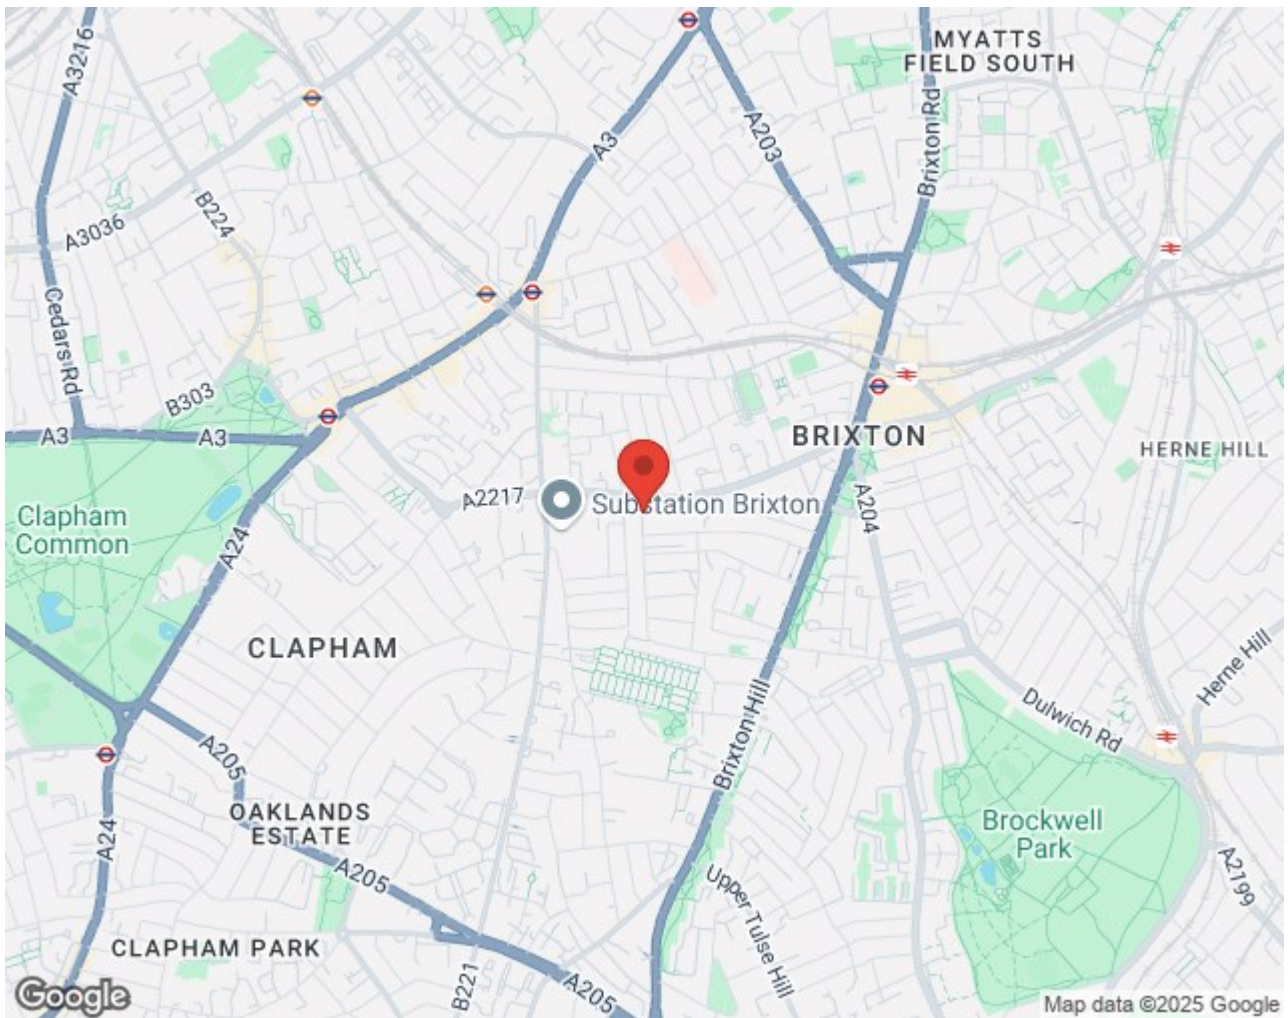 MYATTS
FIELD SOUTH
A3216
A3
A203
Brixton Rd
B224
A3036
Cedars Rd
B303
A3
A3
BRIXTON
HERNE HILL
A2217
Substation Brixton
A204
Clapham
Common
A24
CLAPHAM
Herne Hill
Dulwich Rd
Brixton Hill
A205
OAKLANDS
ESTATE
Brockwell
Park
A24
A205
Upper Tulse Hill
A2199
CLAPHAM PARK
B221
A205
Google
Map data ©2025 Google